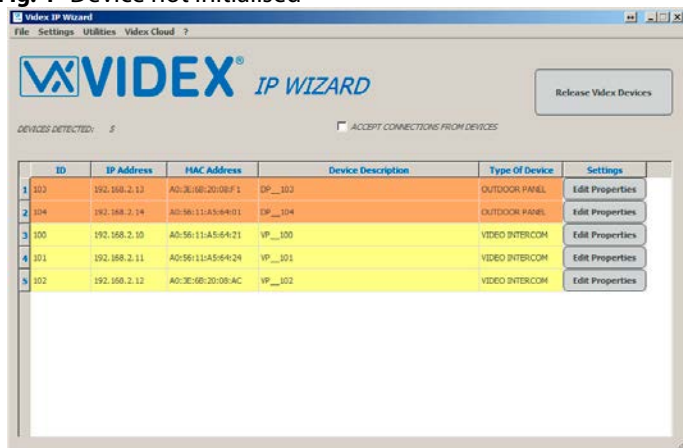 Fig. 1 Device not initialised
Videx IP Wizard
File Settings Utilities Videx Cloud ?
VIDEX® IP WIZARD
Release Videx Devices
DEVICES DETECTED: 5
ACCEPT CONNECTIONS FROM DEVICES
ID IP Address MAC Address Device Description Type Of Device Settings
1 103 192.168.2.13 A0:3E:6B:20:08:F1 DP__103 OUTDOOR PANEL Edit Properties
2 104 192.168.2.14 A0:56:11:A5:64:01 DP__104 OUTDOOR PANEL Edit Properties
3 100 192.168.2.10 A0:56:11:A5:64:21 VP__100 VIDEO INTERCOM Edit Properties
4 101 192.168.2.11 A0:56:11:A5:64:24 VP__101 VIDEO INTERCOM Edit Properties
5 102 192.168.2.12 A0:3E:6B:20:08:AC VP__102 VIDEO INTERCOM Edit Properties